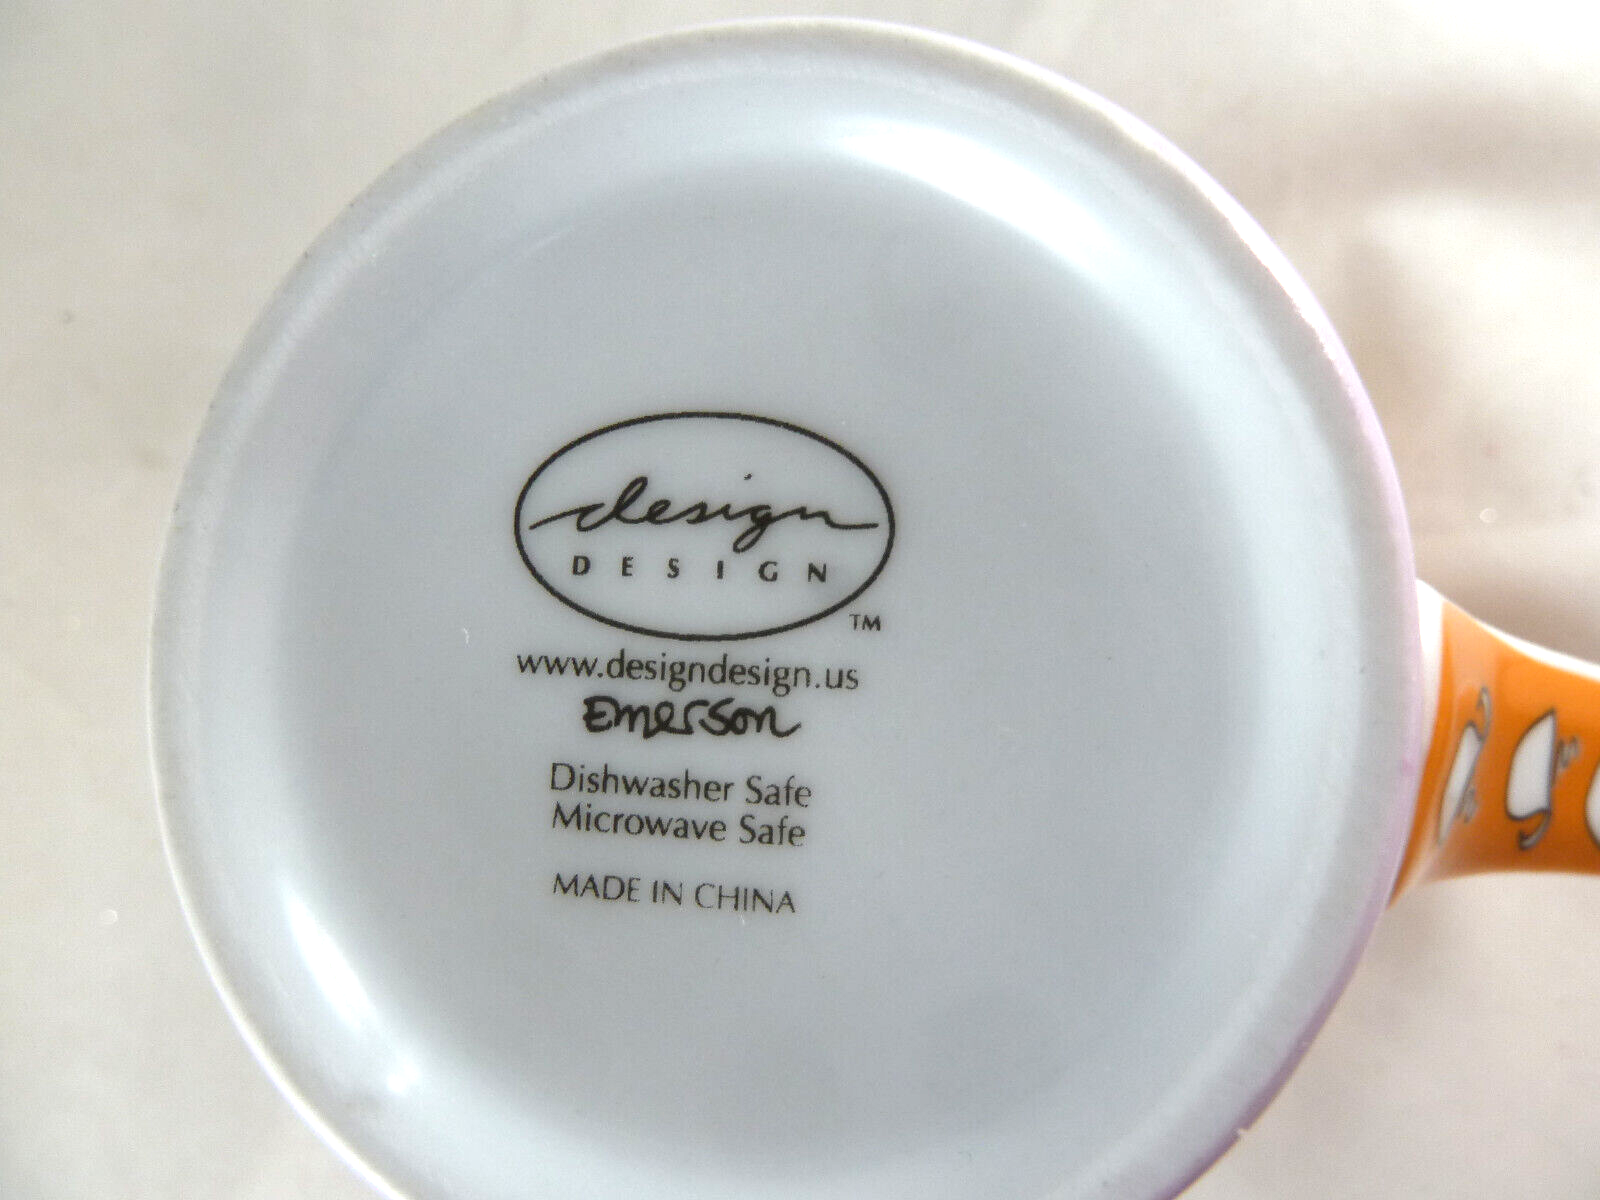 design
DESIGN
TM
www.designdesign.us
Emerson
Dishwasher Safe
Microwave Safe
MADE IN CHINA